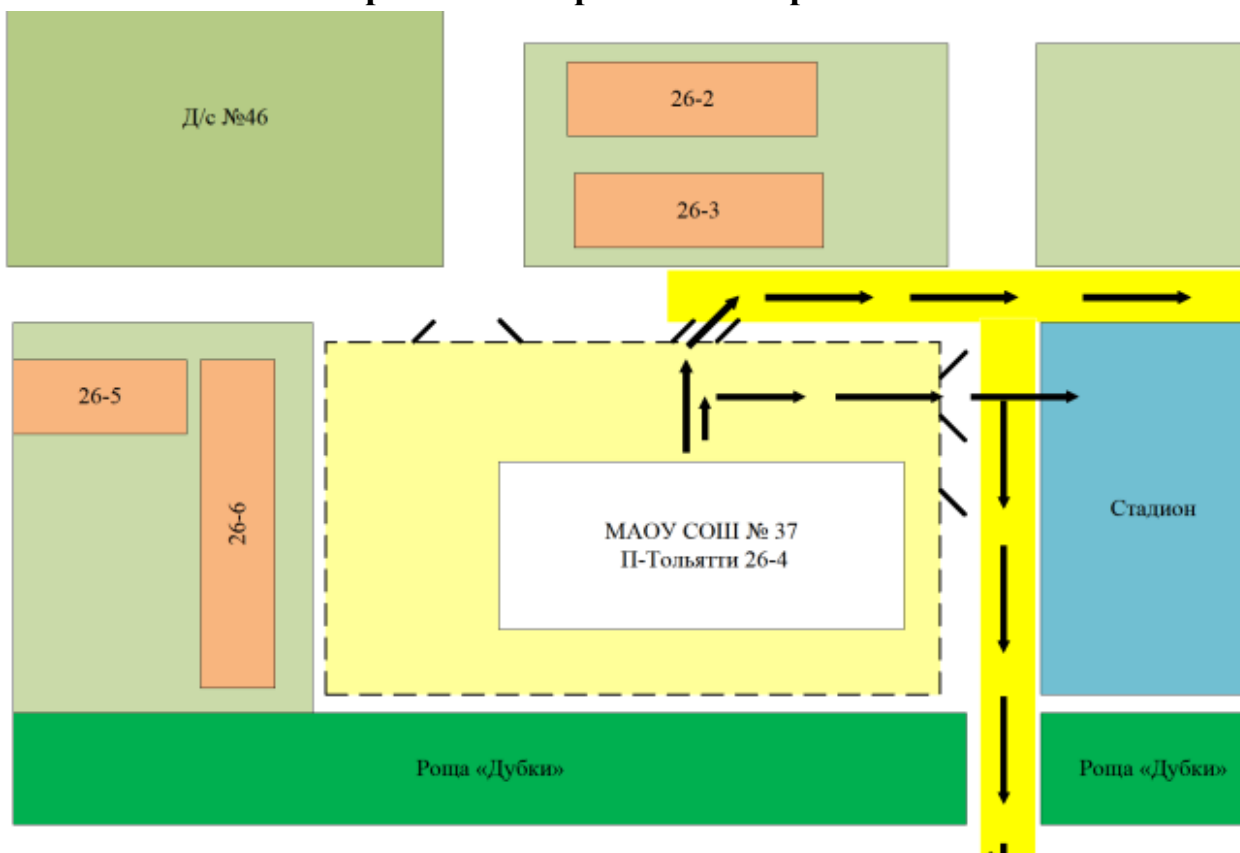 Д/с №46
26-2
26-3
26-5
26-6
МАОУ СОШ № 37
П-Тольятти 26-4
Стадион
Роща «Дубки»
Роща «Дубки»